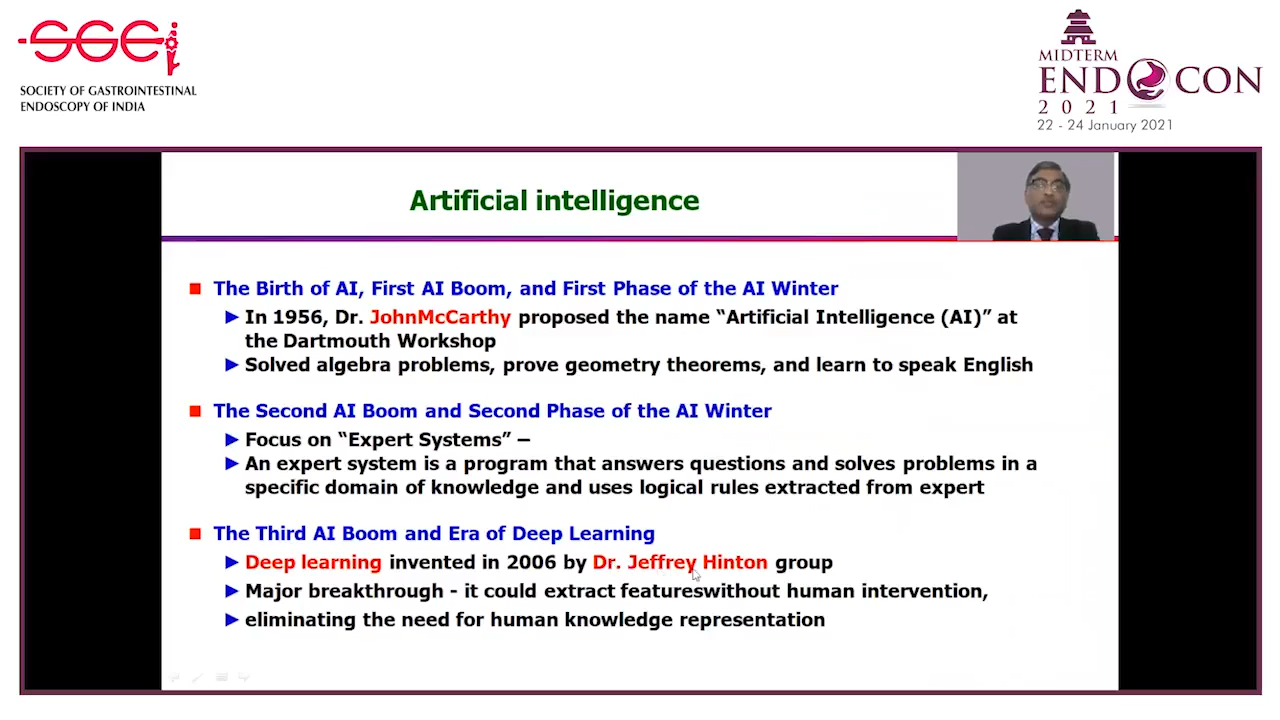 SGEi
SOCIETY OF GASTROINTESTINAL
ENDOSCOPY OF INDIA
MIDTERM
ENDOCON
2021
22 - 24 January 2021
Artificial intelligence
The Birth of AI, First AI Boom, and First Phase of the AI Winter
In 1956, Dr. JohnMcCarthy proposed the name “Artificial Intelligence (AI)” at
the Dartmouth Workshop
Solved algebra problems, prove geometry theorems, and learn to speak English
The Second AI Boom and Second Phase of the AI Winter
Focus on “Expert Systems” –
An expert system is a program that answers questions and solves problems in a
specific domain of knowledge and uses logical rules extracted from expert
The Third AI Boom and Era of Deep Learning
Deep learning invented in 2006 by Dr. Jeffrey Hinton group
Major breakthrough - it could extract featureswithout human intervention,
eliminating the need for human knowledge representation